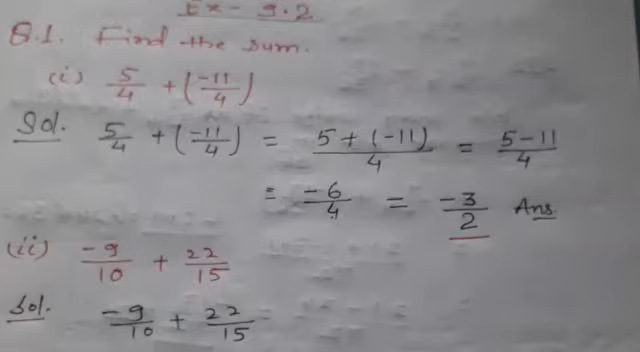 Ex - 9.2
Q.1. Find the sum.
(i) 5/4 + (-11/4)
Sol. 5/4 + (-11/4) = 5+(-11)/4 = 5-11/4
= -6/4 = -3/2 Ans.
(ii) -9/10 + 22/15
Sol. -9/10 + 22/15